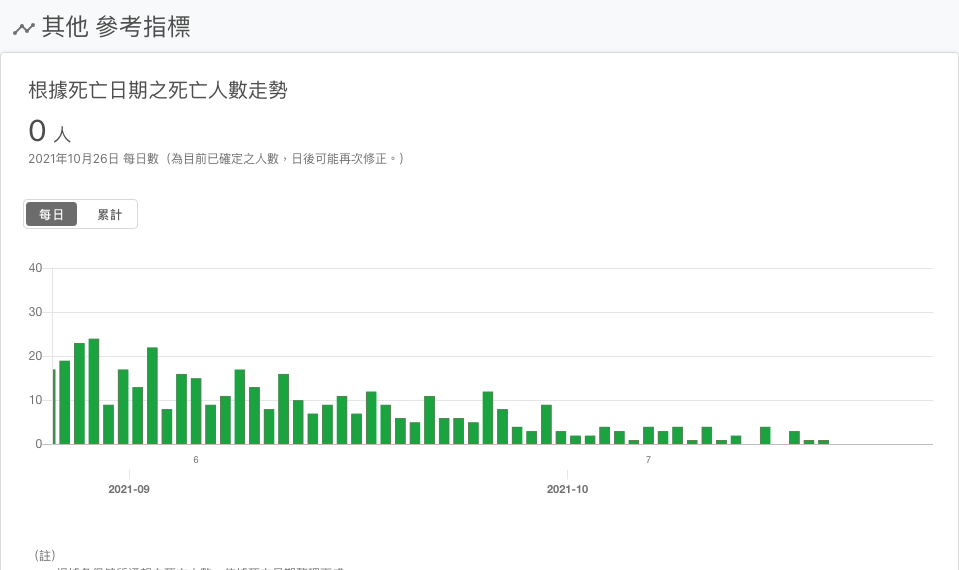 其他 參考指標
根據死亡日期之死亡人數走勢
0 人
2021年10月26日 每日數（為目前已確定之人數，日後可能再次修正。）
每日 累計
40
30
20
10
0
6 7
2021-09 2021-10
（註）